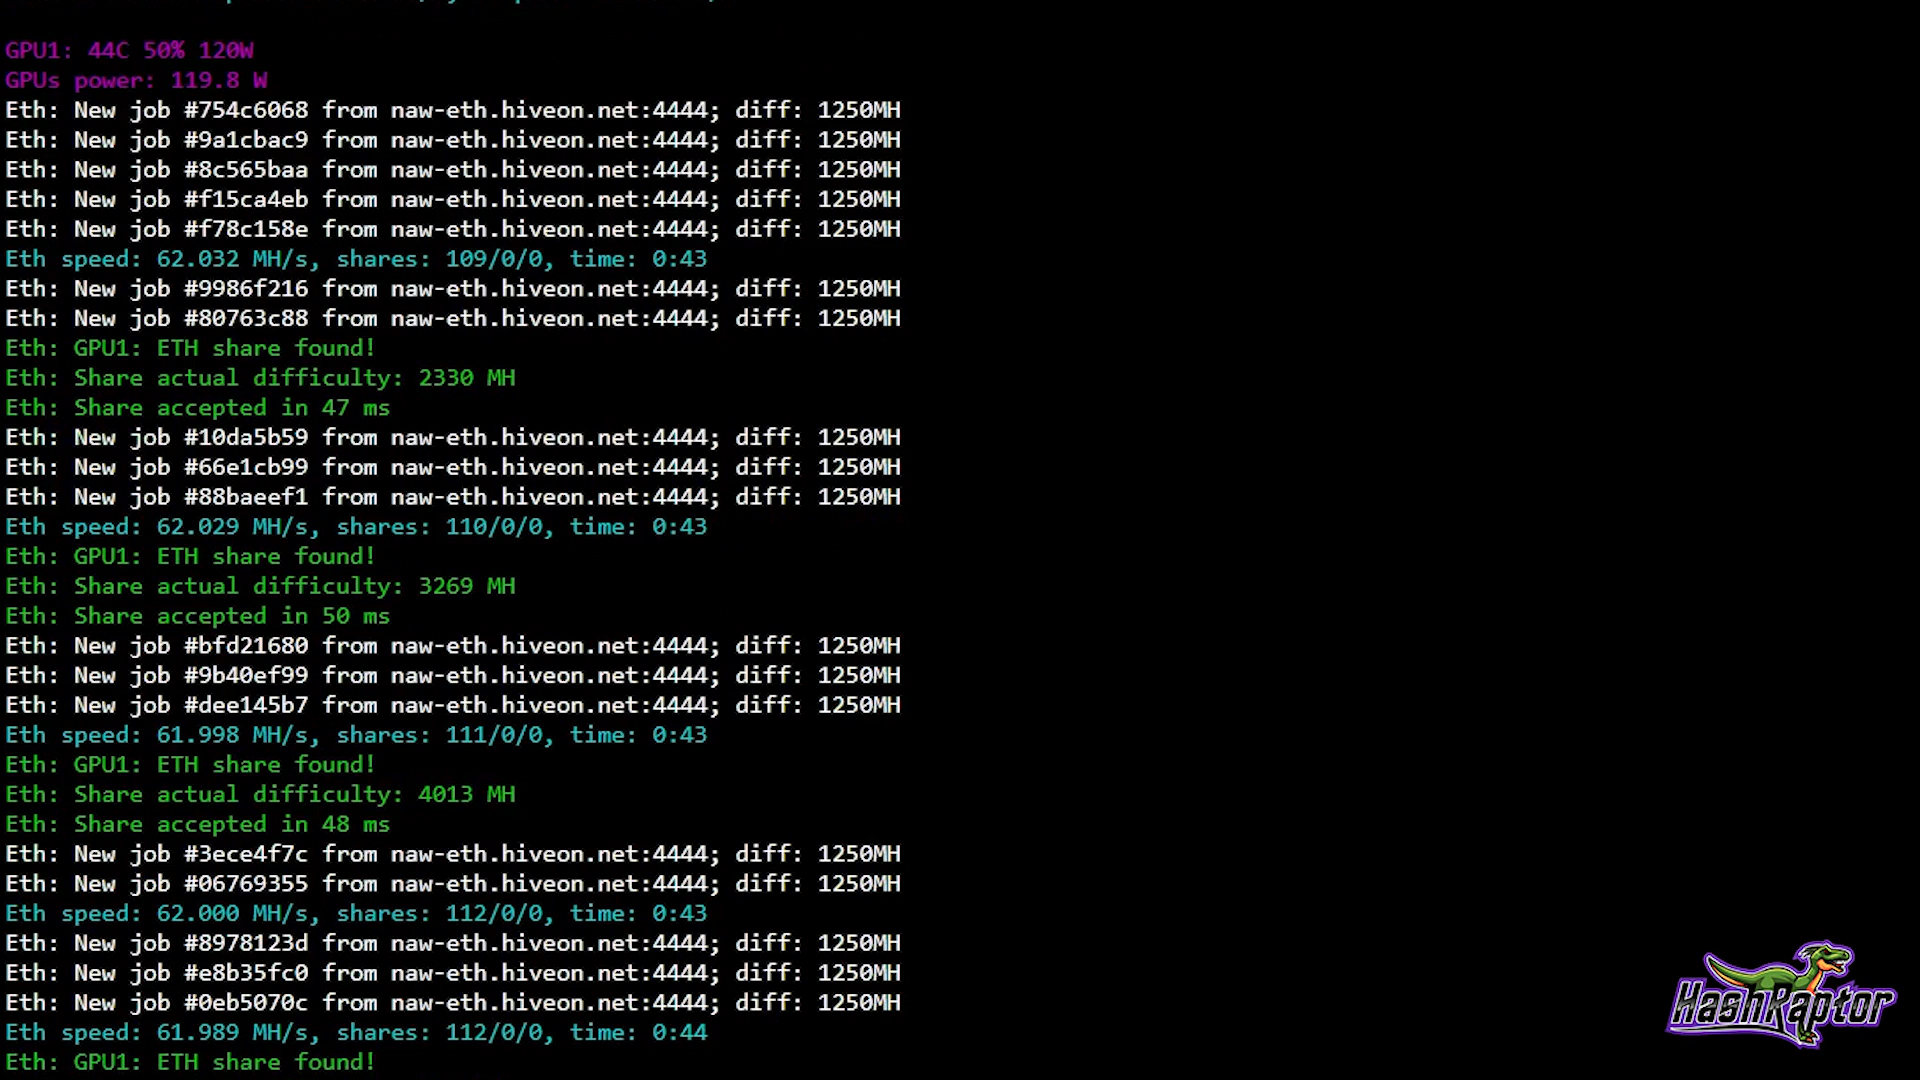 GPU1: 44C 50% 120W
GPUs power: 119.8 W
Eth: New job #754c6068 from naw-eth.hiveon.net:4444; diff: 1250MH
Eth: New job #9a1cbac9 from naw-eth.hiveon.net:4444; diff: 1250MH
Eth: New job #8c565baa from naw-eth.hiveon.net:4444; diff: 1250MH
Eth: New job #f15ca4eb from naw-eth.hiveon.net:4444; diff: 1250MH
Eth: New job #f78c158e from naw-eth.hiveon.net:4444; diff: 1250MH
Eth speed: 62.032 MH/s, shares: 109/0/0, time: 0:43
Eth: New job #9986f216 from naw-eth.hiveon.net:4444; diff: 1250MH
Eth: New job #80763c88 from naw-eth.hiveon.net:4444; diff: 1250MH
Eth: GPU1: ETH share found!
Eth: Share actual difficulty: 2330 MH
Eth: Share accepted in 47 ms
Eth: New job #10da5b59 from naw-eth.hiveon.net:4444; diff: 1250MH
Eth: New job #66e1cb99 from naw-eth.hiveon.net:4444; diff: 1250MH
Eth: New job #88baeef1 from naw-eth.hiveon.net:4444; diff: 1250MH
Eth speed: 62.029 MH/s, shares: 110/0/0, time: 0:43
Eth: GPU1: ETH share found!
Eth: Share actual difficulty: 3269 MH
Eth: Share accepted in 50 ms
Eth: New job #bfd21680 from naw-eth.hiveon.net:4444; diff: 1250MH
Eth: New job #9b40ef99 from naw-eth.hiveon.net:4444; diff: 1250MH
Eth: New job #dee145b7 from naw-eth.hiveon.net:4444; diff: 1250MH
Eth speed: 61.998 MH/s, shares: 111/0/0, time: 0:43
Eth: GPU1: ETH share found!
Eth: Share actual difficulty: 4013 MH
Eth: Share accepted in 48 ms
Eth: New job #3ece4f7c from naw-eth.hiveon.net:4444; diff: 1250MH
Eth: New job #06769355 from naw-eth.hiveon.net:4444; diff: 1250MH
Eth speed: 62.000 MH/s, shares: 112/0/0, time: 0:43
Eth: New job #8978123d from naw-eth.hiveon.net:4444; diff: 1250MH
Eth: New job #e8b35fc0 from naw-eth.hiveon.net:4444; diff: 1250MH
Eth: New job #0eb5070c from naw-eth.hiveon.net:4444; diff: 1250MH
Eth speed: 61.989 MH/s, shares: 112/0/0, time: 0:44
Eth: GPU1: ETH share found!
HashRaptor